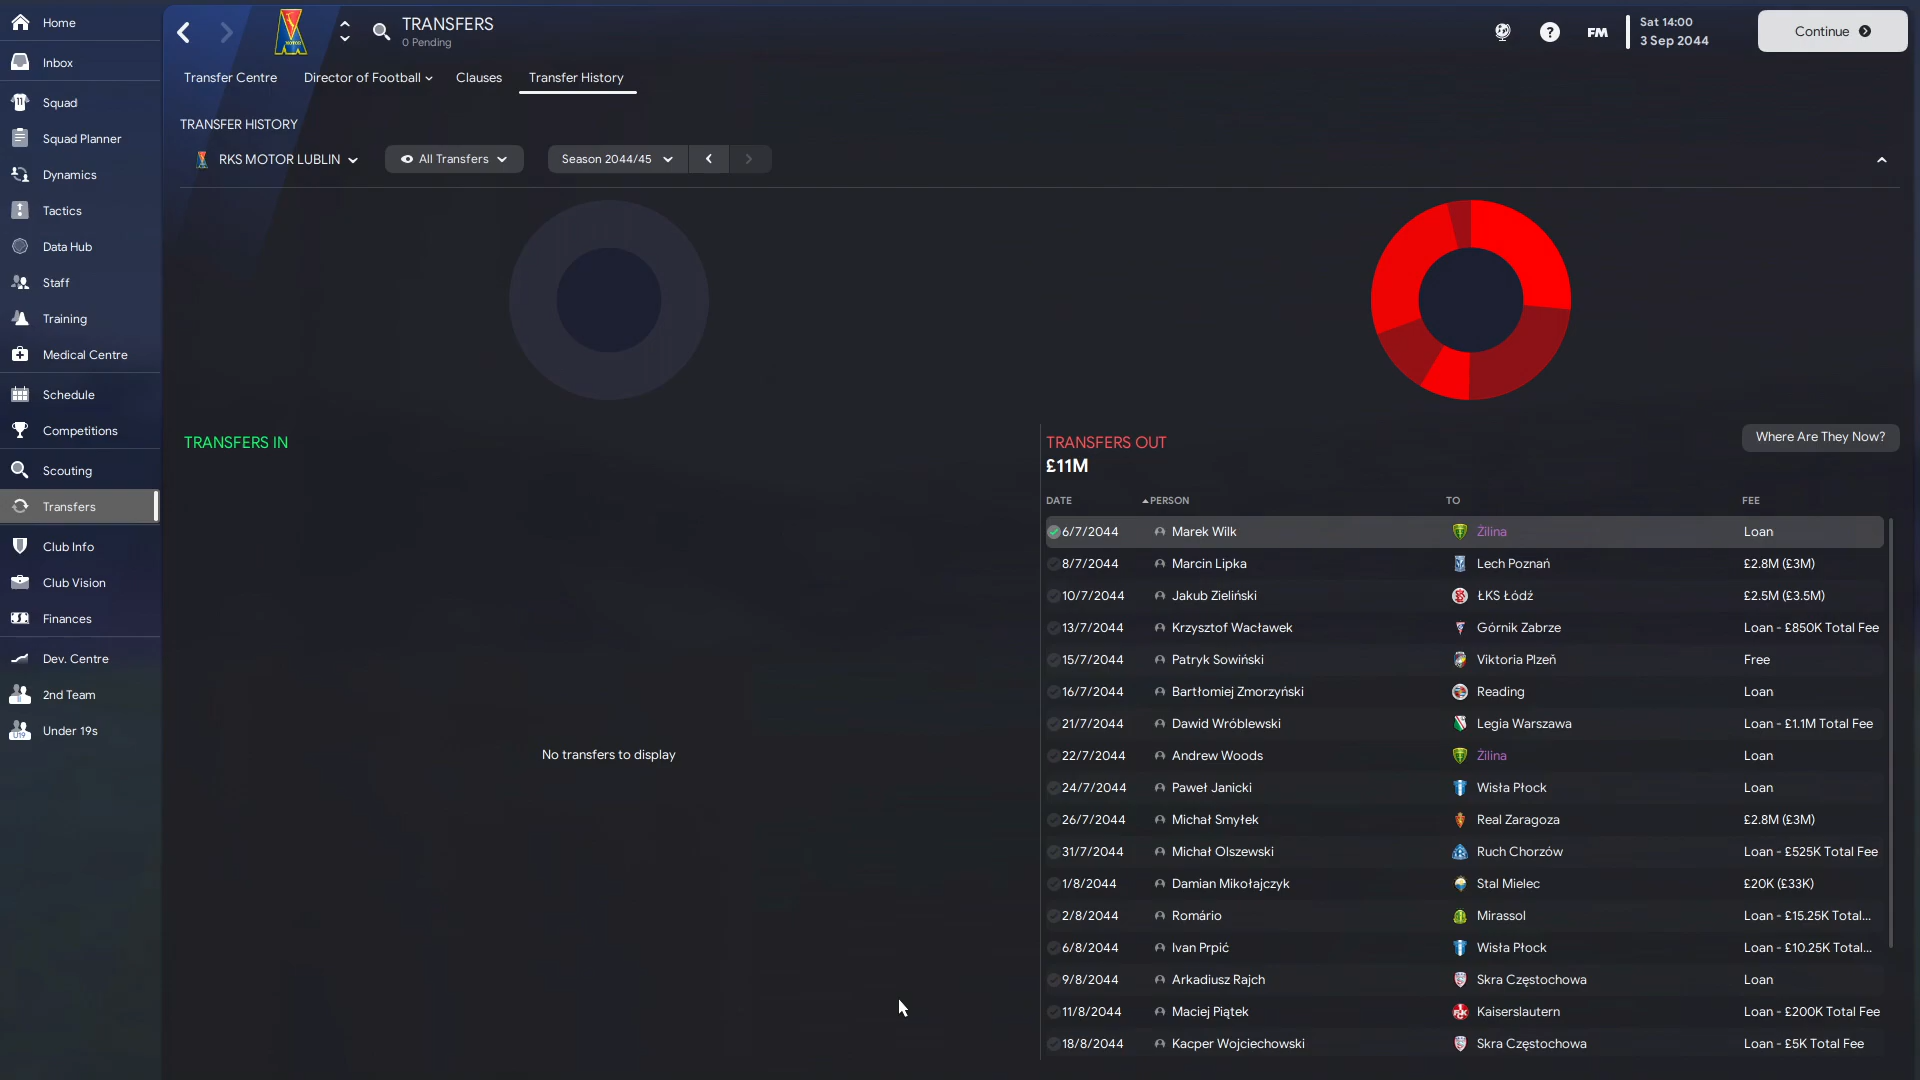 Home
Inbox
Squad
Squad Planner
Dynamics
Tactics
Data Hub
Staff
Training
Medical Centre
Schedule
Competitions
Scouting
Transfers
Club Info
Club Vision
Finances
Dev. Centre
2nd Team
Under 19s
TRANSFERS
0 Pending
FM
Sat 14:00
3 Sep 2044
Continue
Transfer Centre Director of Football Clauses Transfer History
TRANSFER HISTORY
RKS MOTOR LUBLIN All Transfers Season 2044/45
TRANSFERS IN
No transfers to display
TRANSFERS OUT
£11M
Where Are They Now?
DATE PERSON TO FEE
6/7/2044 Marek Wilk Žilina Loan
8/7/2044 Marcin Lipka Lech Poznań £2.8M (£3M)
10/7/2044 Jakub Zieliński ŁKS Łódź £2.5M (£3.5M)
13/7/2044 Krzysztof Wacławek Górnik Zabrze Loan - £850K Total Fee
15/7/2044 Patryk Sowiński Viktoria Plzeň Free
16/7/2044 Bartłomiej Zmorzyński Reading Loan
21/7/2044 Dawid Wróblewski Legia Warszawa Loan - £1.1M Total Fee
22/7/2044 Andrew Woods Žilina Loan
24/7/2044 Paweł Janicki Wisła Płock Loan
26/7/2044 Michał Smyłek Real Zaragoza £2.8M (£3M)
31/7/2044 Michał Olszewski Ruch Chorzów Loan - £525K Total Fee
1/8/2044 Damian Mikołajczyk Stal Mielec £20K (£33K)
2/8/2044 Romário Mirassol Loan - £15.25K Total...
6/8/2044 Ivan Prpić Wisła Płock Loan - £10.25K Total...
9/8/2044 Arkadiusz Rajch Skra Częstochowa Loan
11/8/2044 Maciej Piątek Kaiserslautern Loan - £200K Total Fee
18/8/2044 Kacper Wojciechowski Skra Częstochowa Loan - £5K Total Fee